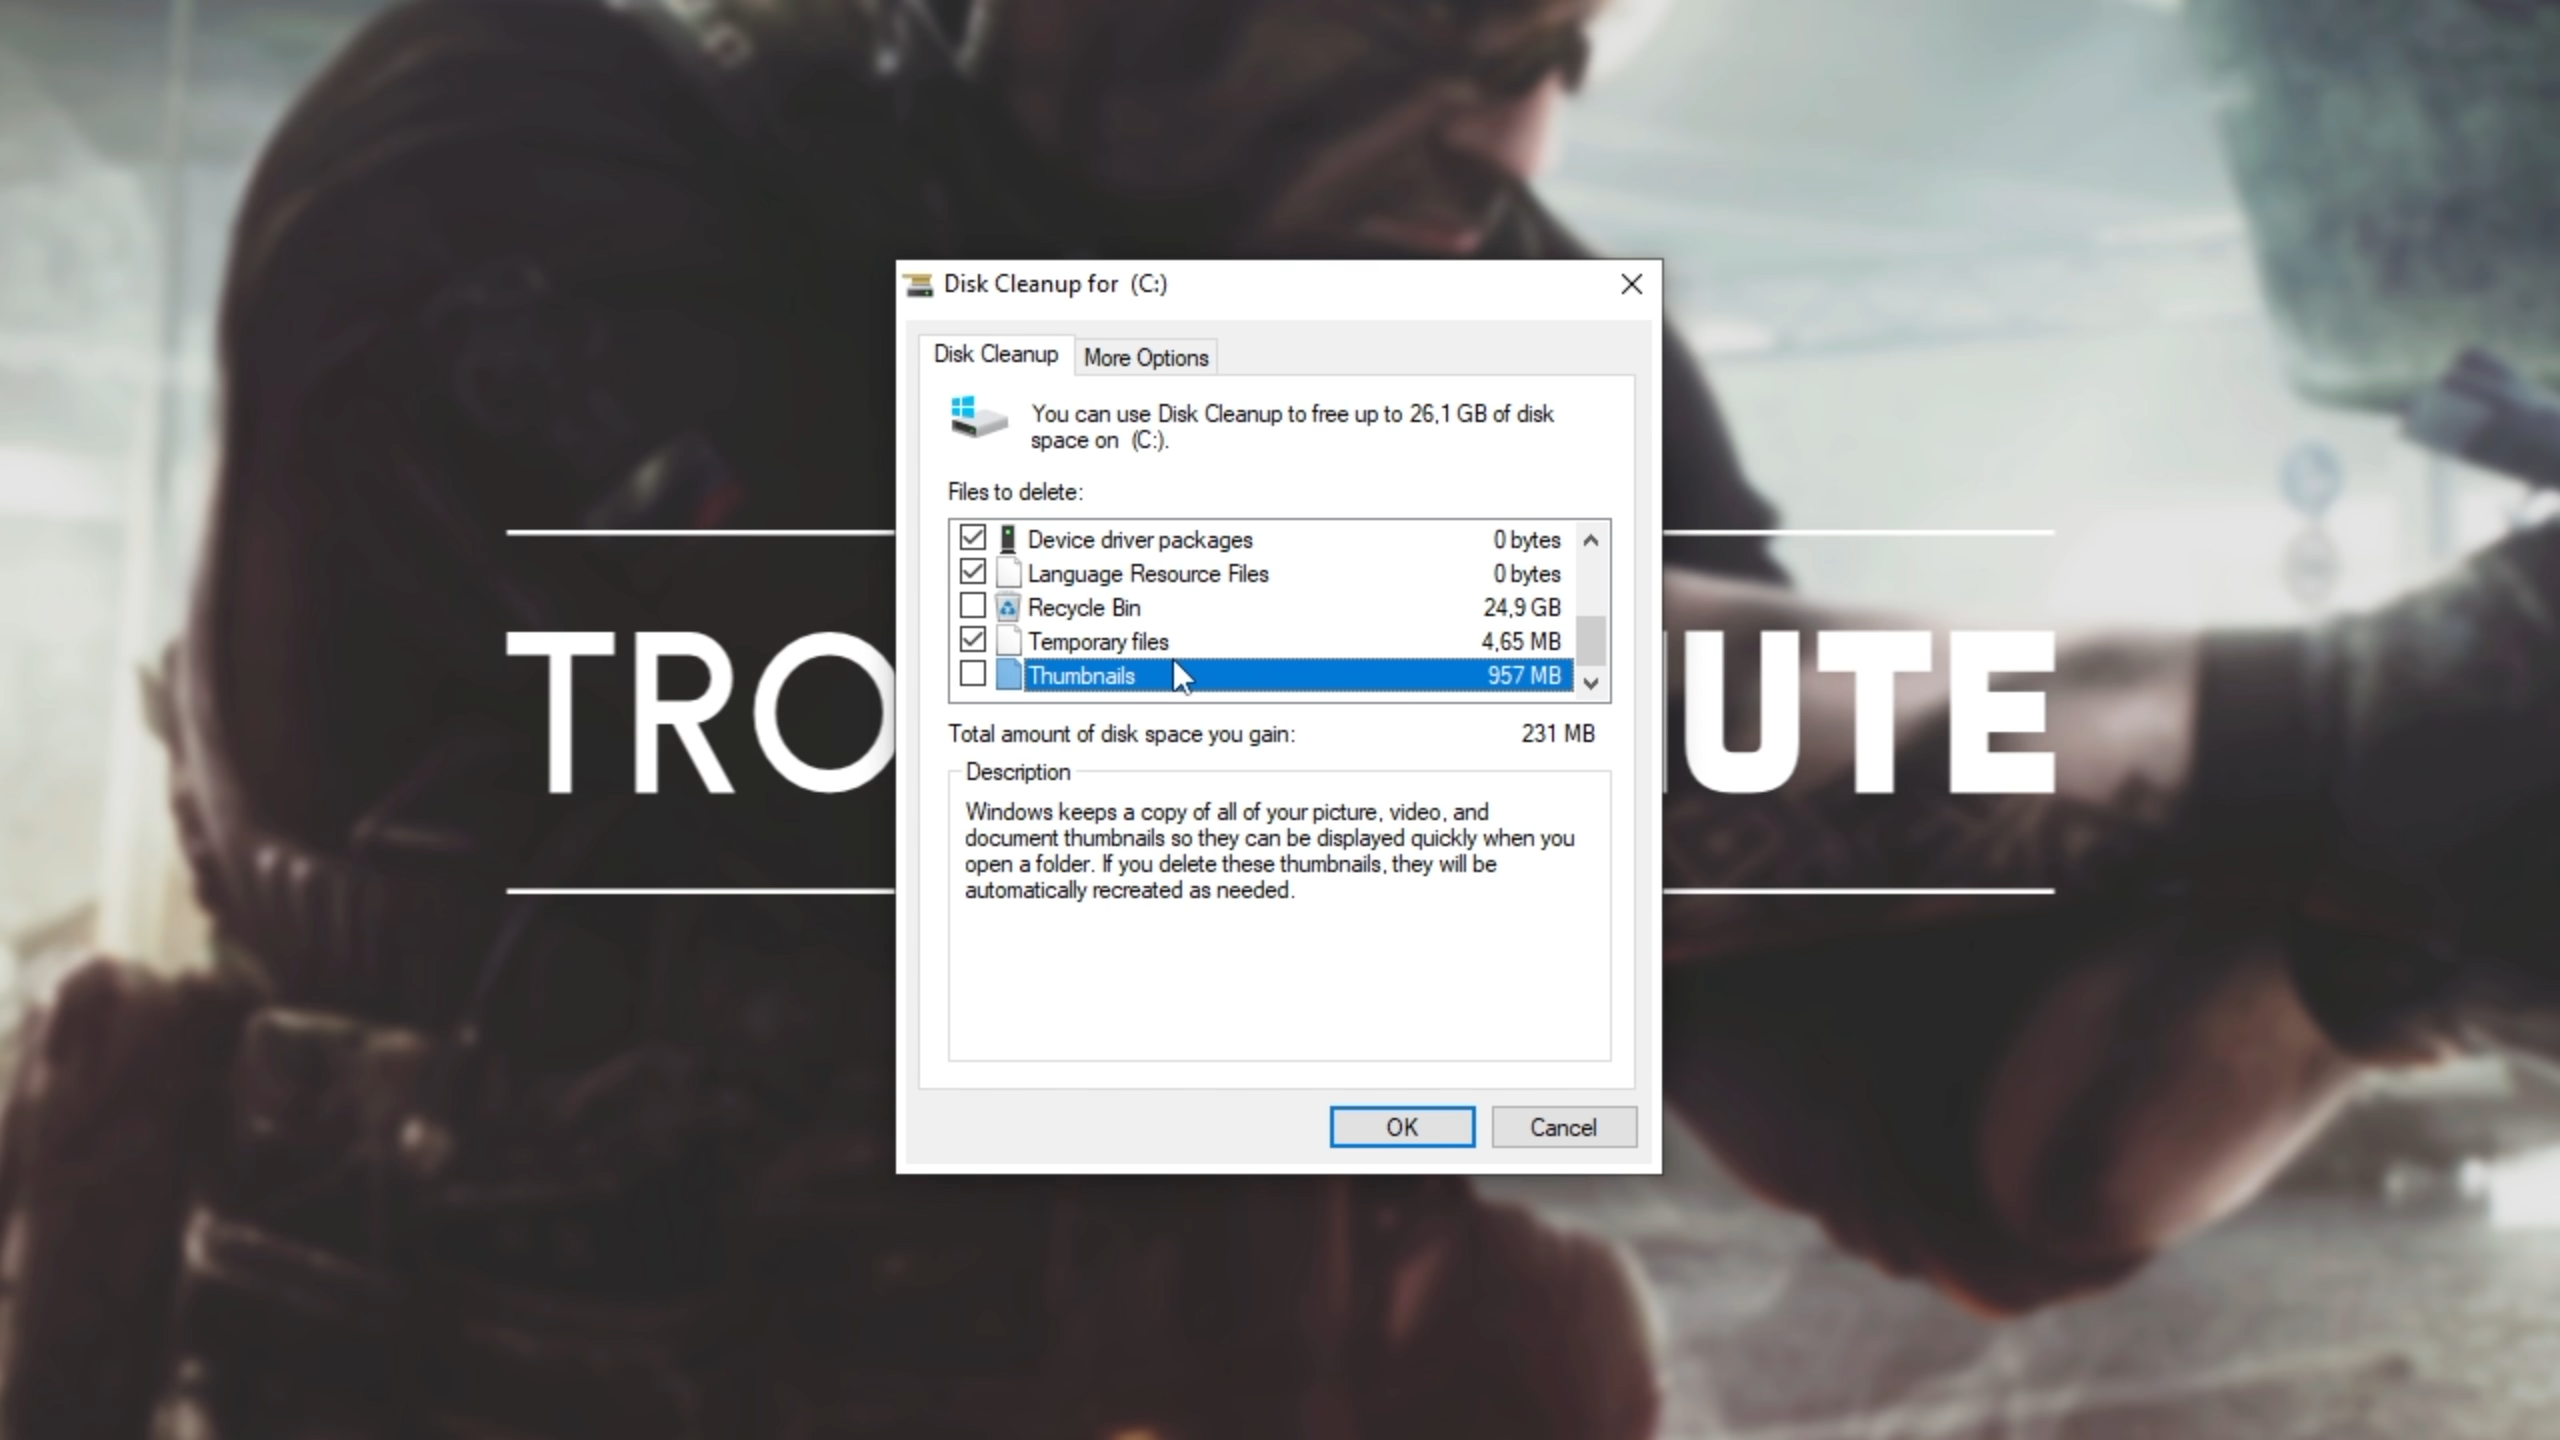 Disk Cleanup for (C:)
Disk Cleanup
More Options
You can use Disk Cleanup to free up to 26,1 GB of disk
space on (C:).
Files to delete:
Device driver packages 0 bytes
Language Resource Files 0 bytes
Recycle Bin 24,9 GB
Temporary files 4,65 MB
Thumbnails 957 MB
Total amount of disk space you gain: 231 MB
Description
Windows keeps a copy of all of your picture, video, and
document thumbnails so they can be displayed quickly when you
open a folder. If you delete these thumbnails, they will be
automatically recreated as needed.
OK
Cancel
TRO
UTE